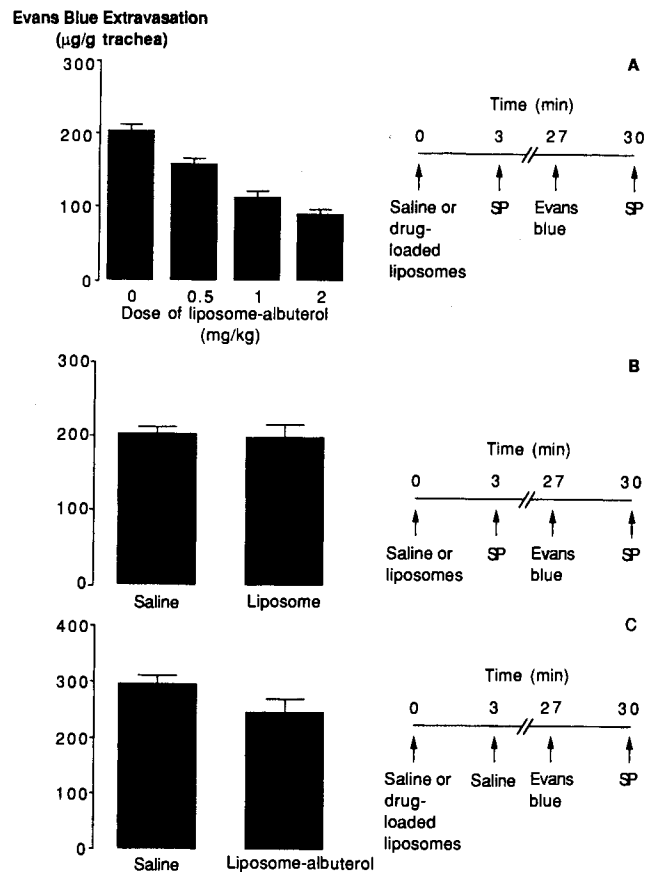 Evans Blue Extravasation
(µg/g trachea)
300
200
100
0
0 0.5 1 2
Dose of liposome-albuterol
(mg/kg)
A
Time (min)
0 3 27 30
Saline or
drug-
loaded
liposomes
SP
Evans
blue
SP
300
200
100
0
Saline Liposome
B
Time (min)
0 3 27 30
Saline or
liposomes
SP
Evans
blue
SP
400
300
200
100
0
Saline Liposome-albuterol
C
Time (min)
0 3 27 30
Saline or
drug-
loaded
liposomes
Saline
Evans
blue
SP